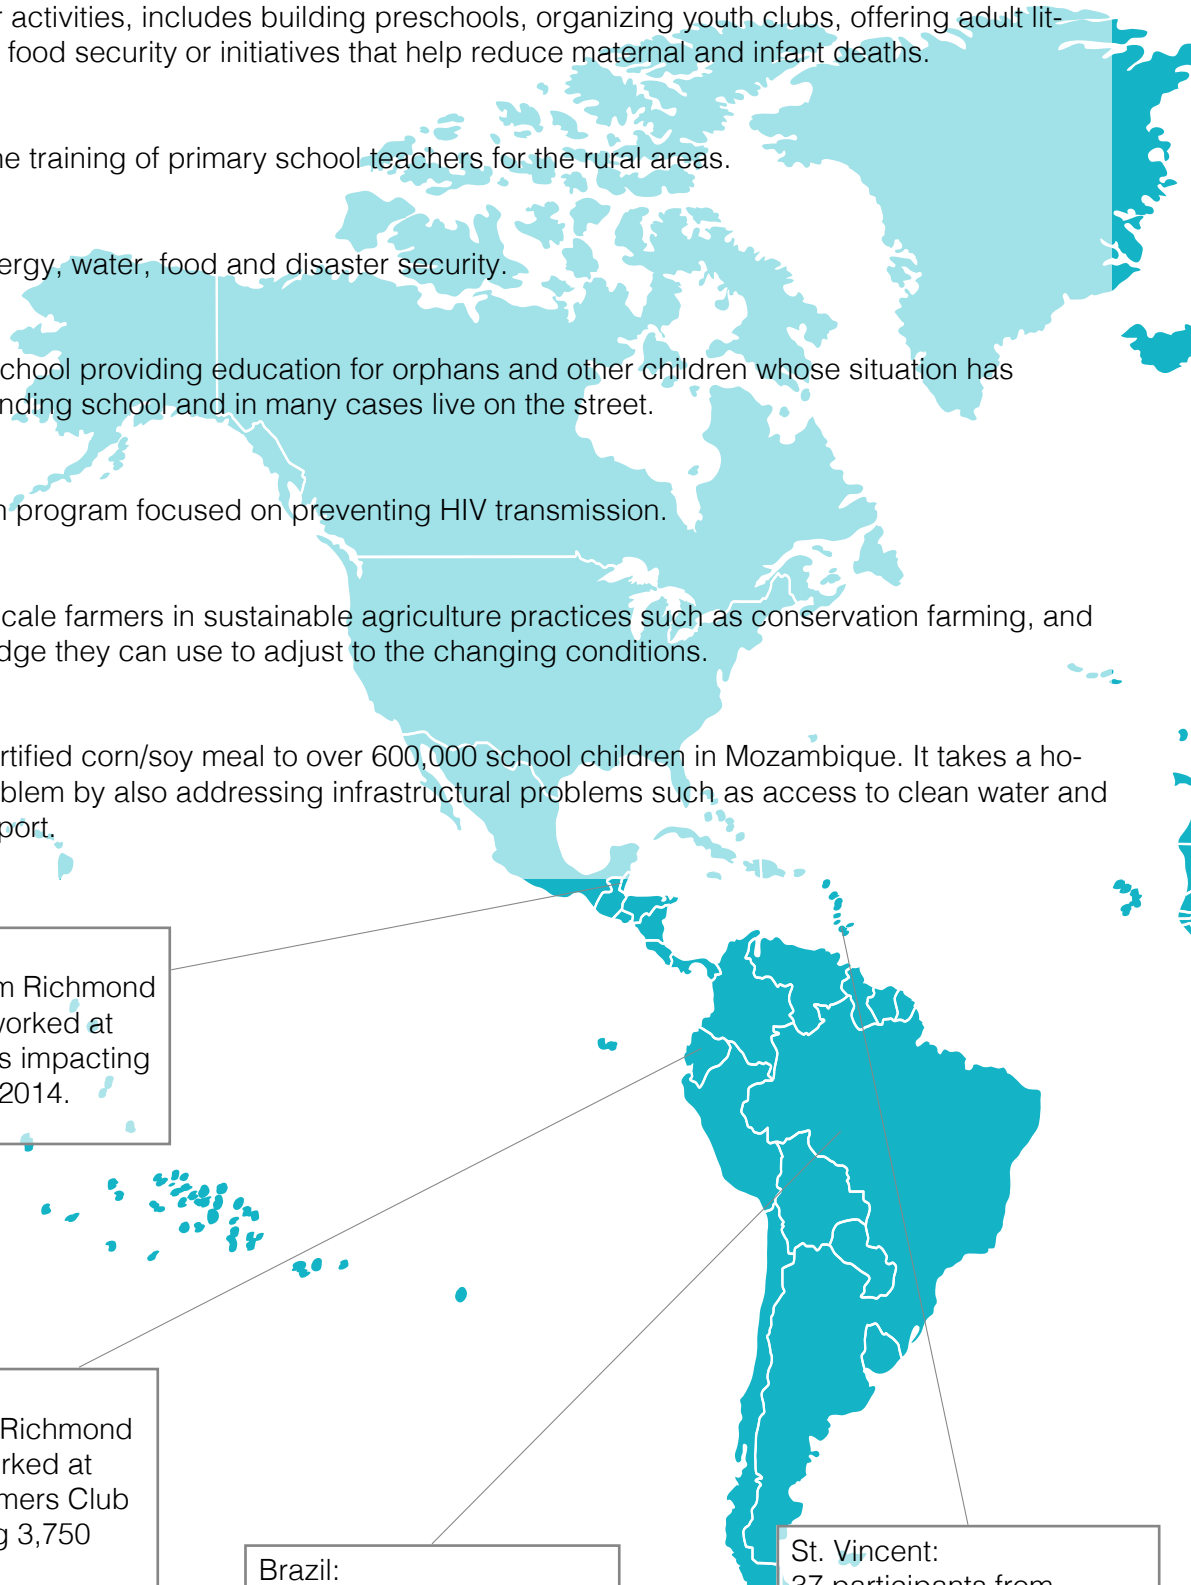 r activities, includes building preschools, organizing youth clubs, offering adult lit-
food security or initiatives that help reduce maternal and infant deaths.
ne training of primary school teachers for the rural areas.
ergy, water, food and disaster security.
chool providing education for orphans and other children whose situation has
nding school and in many cases live on the street.
n program focused on preventing HIV transmission.
cale farmers in sustainable agriculture practices such as conservation farming, and
dge they can use to adjust to the changing conditions.
rtified corn/soy meal to over 600,000 school children in Mozambique. It takes a ho-
blem by also addressing infrastructural problems such as access to clean water and
port.
m Richmond
worked at
s impacting
2014.
Richmond
rked at
mers Club
g 3,750
Brazil:
St. Vincent:
37 participants from